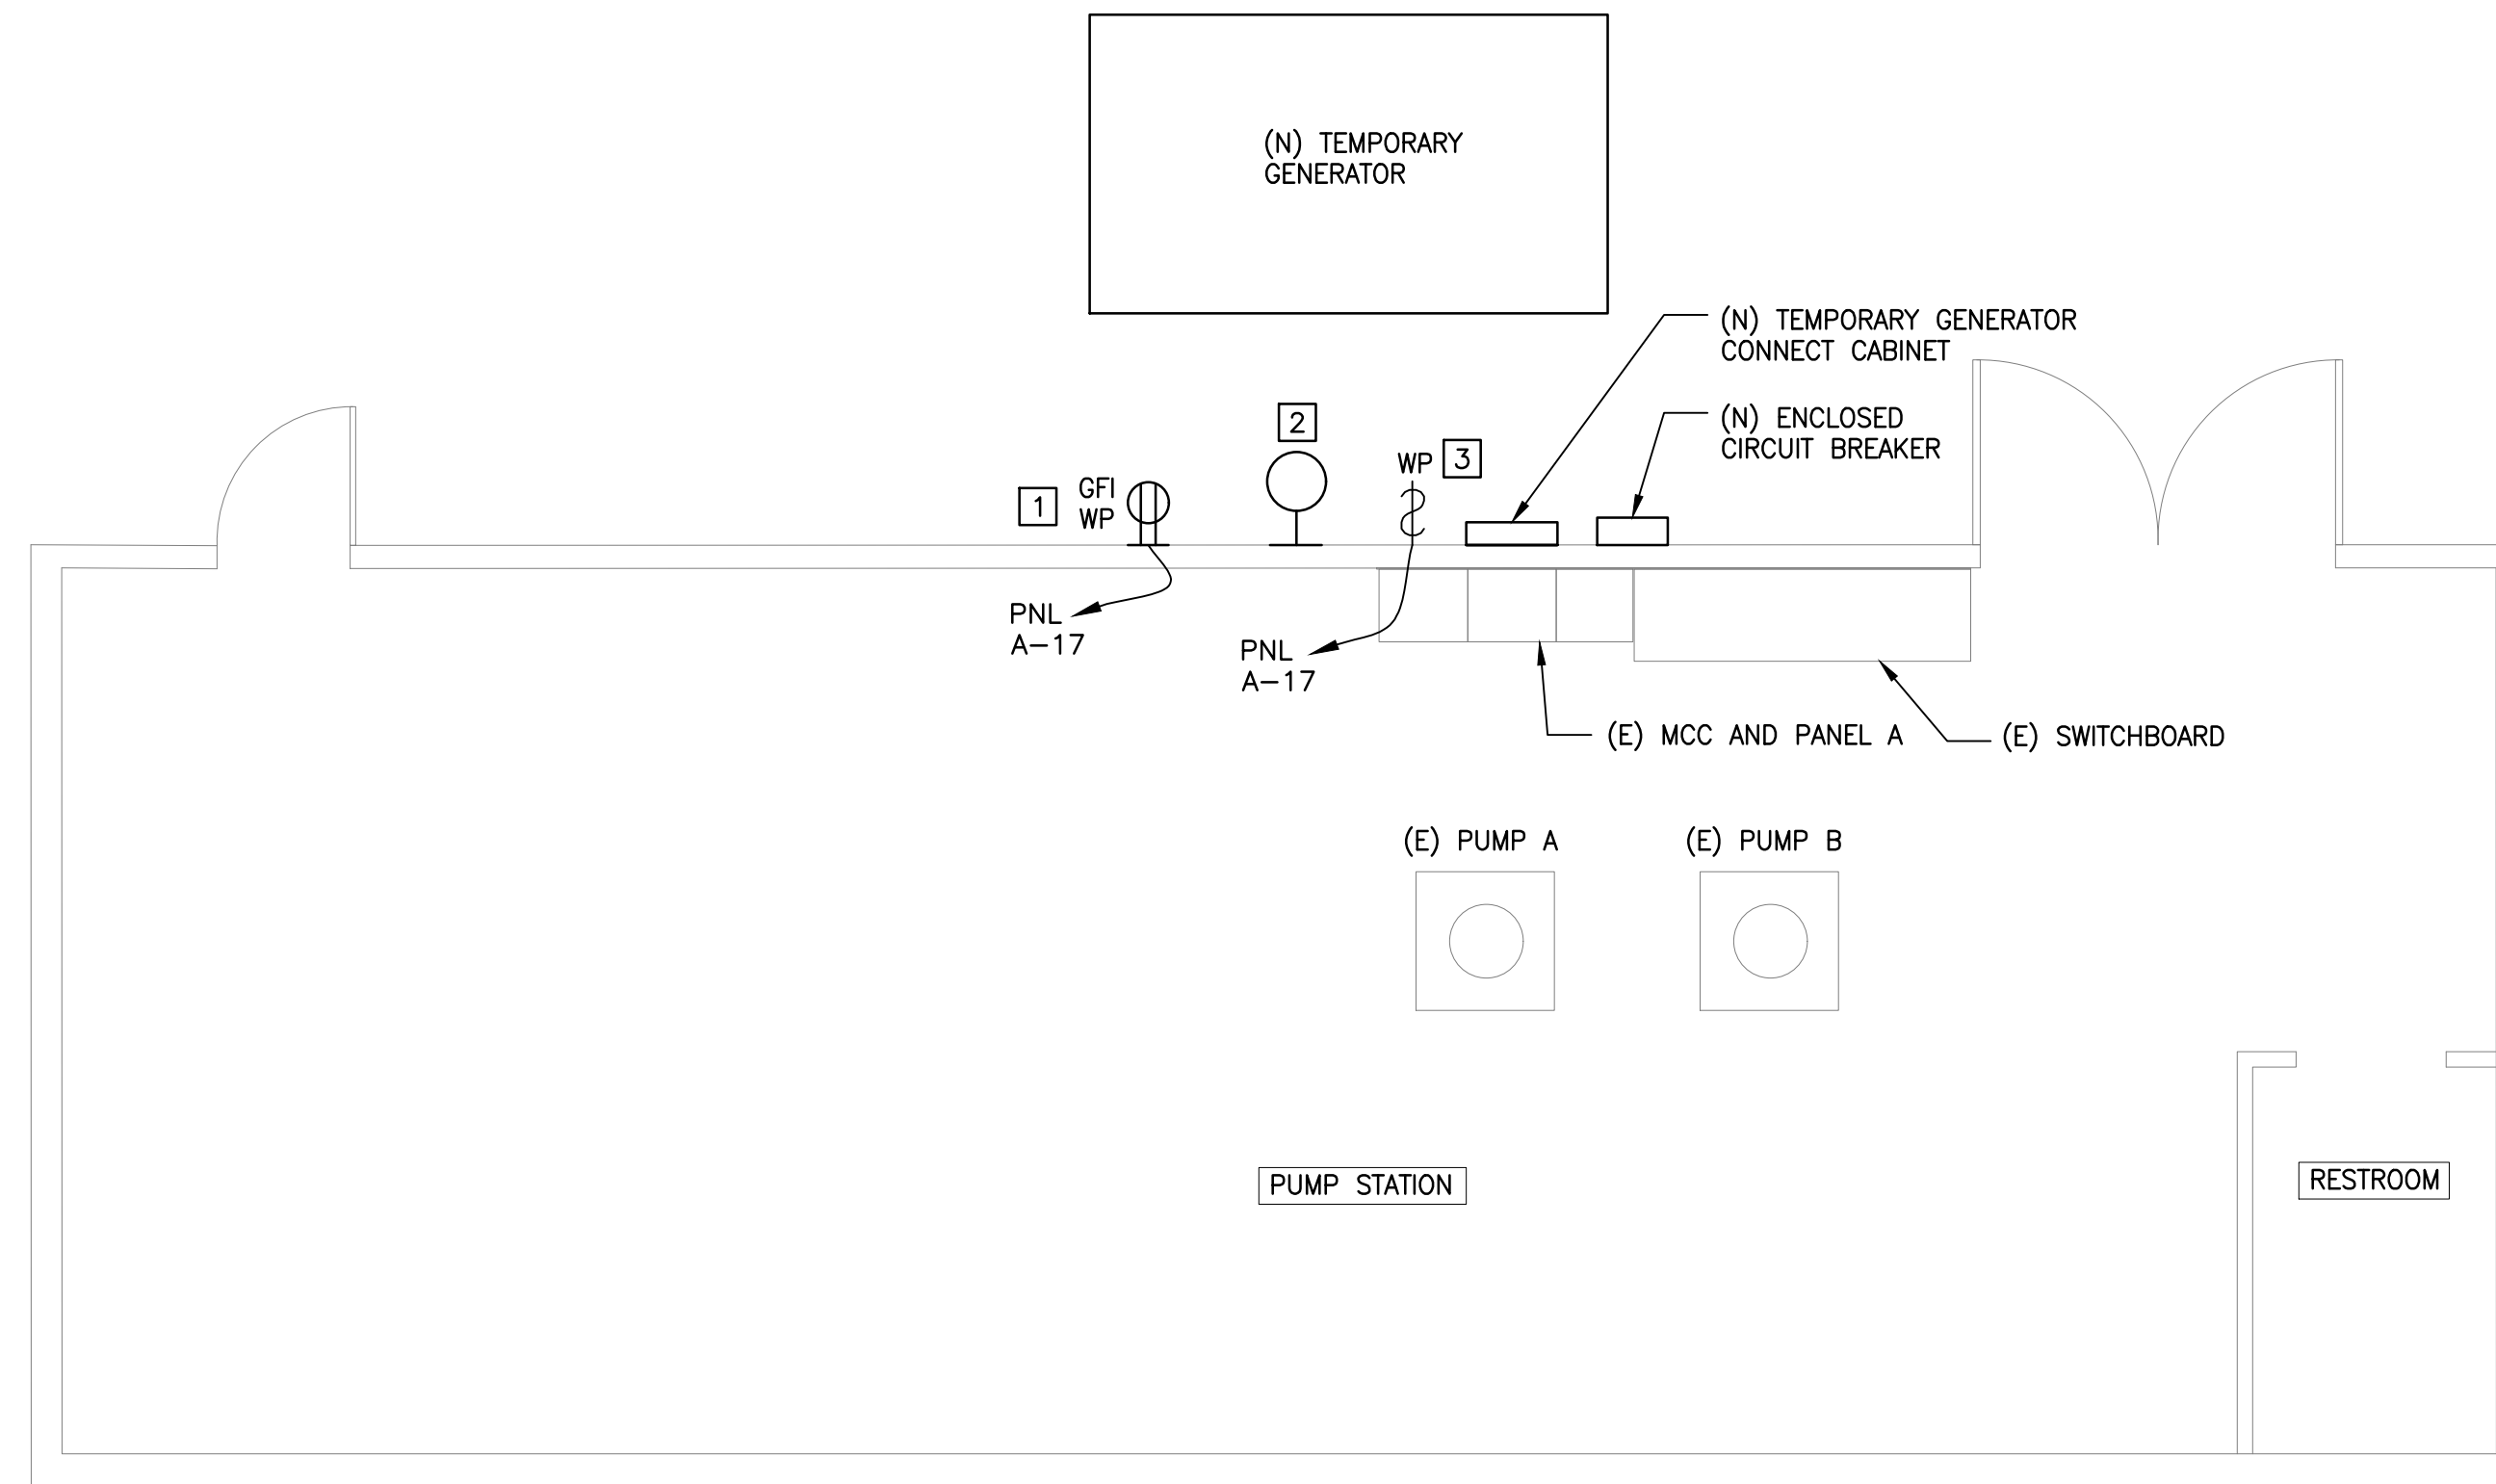 (N) TEMPORARY
GENERATOR
(N) TEMPORARY GENERATOR
CONNECT CABINET
(N) ENCLOSED
CIRCUIT BREAKER
2
WP 3
1
GFI
WP
PNL
A-17
PNL
A-17
(E) MCC AND PANEL A
(E) SWITCHBOARD
(E) PUMP A
(E) PUMP B
PUMP STATION
RESTROOM